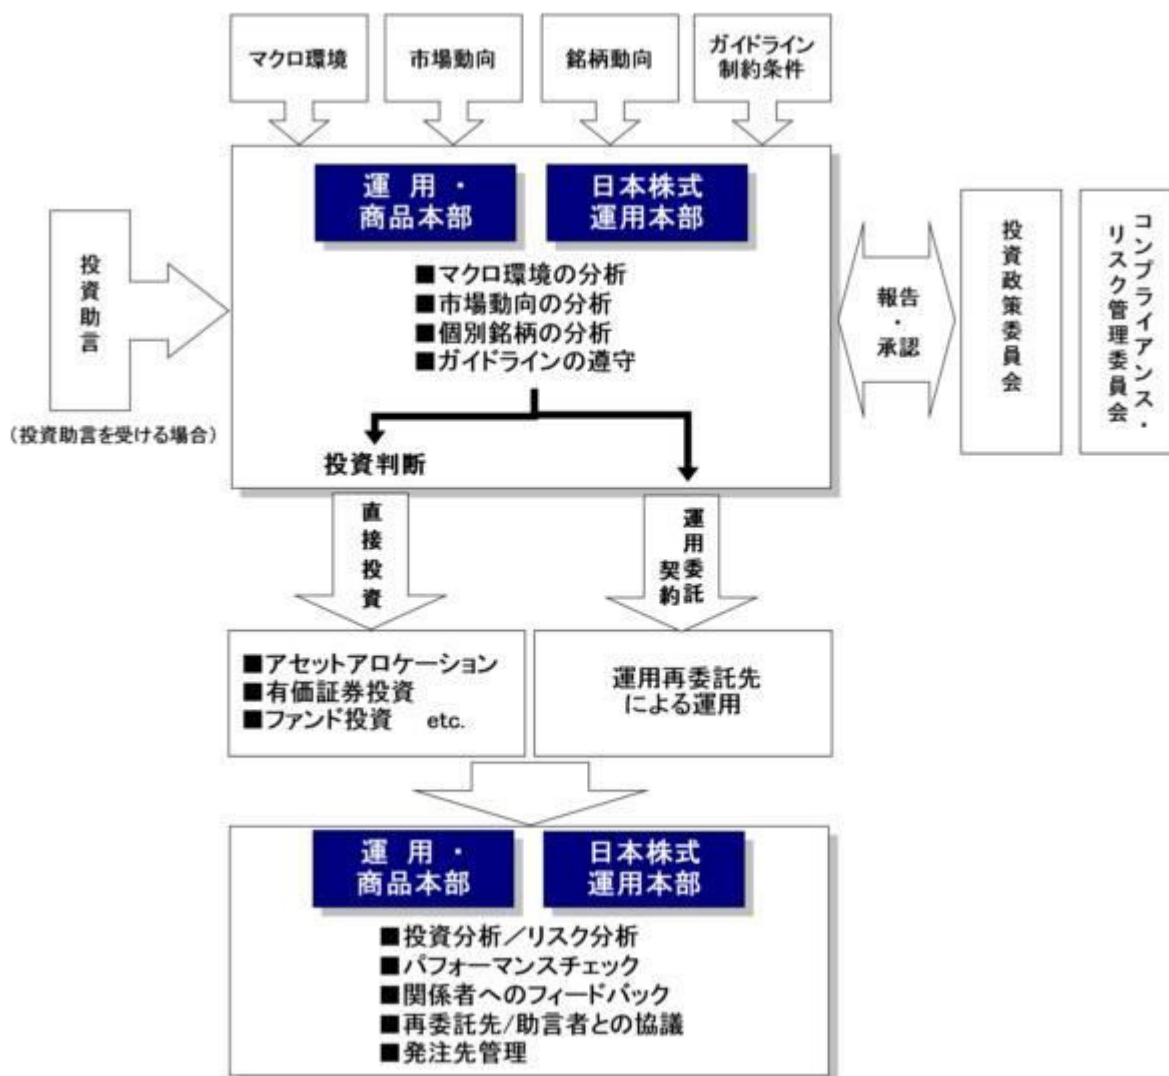 マクロ環境
市場動向
銘柄動向
ガイドライン
制約条件
運 用 ・
商品本部
日本株式
運用本部
■マクロ環境の分析
■市場動向の分析
■個別銘柄の分析
■ガイドラインの遵守
投資助言
(投資助言を受ける場合)
報告
・
承認
投資政策委員会
コンプライアンス・
リスク管理委員会
投資判断
直接投資
運用委託
契約
■アセットアロケーション
■有価証券投資
■ファンド投資 etc.
運用再委託先
による運用
運 用 ・
商品本部
日本株式
運用本部
■投資分析／リスク分析
■パフォーマンスチェック
■関係者へのフィードバック
■再委託先/助言者との協議
■発注先管理